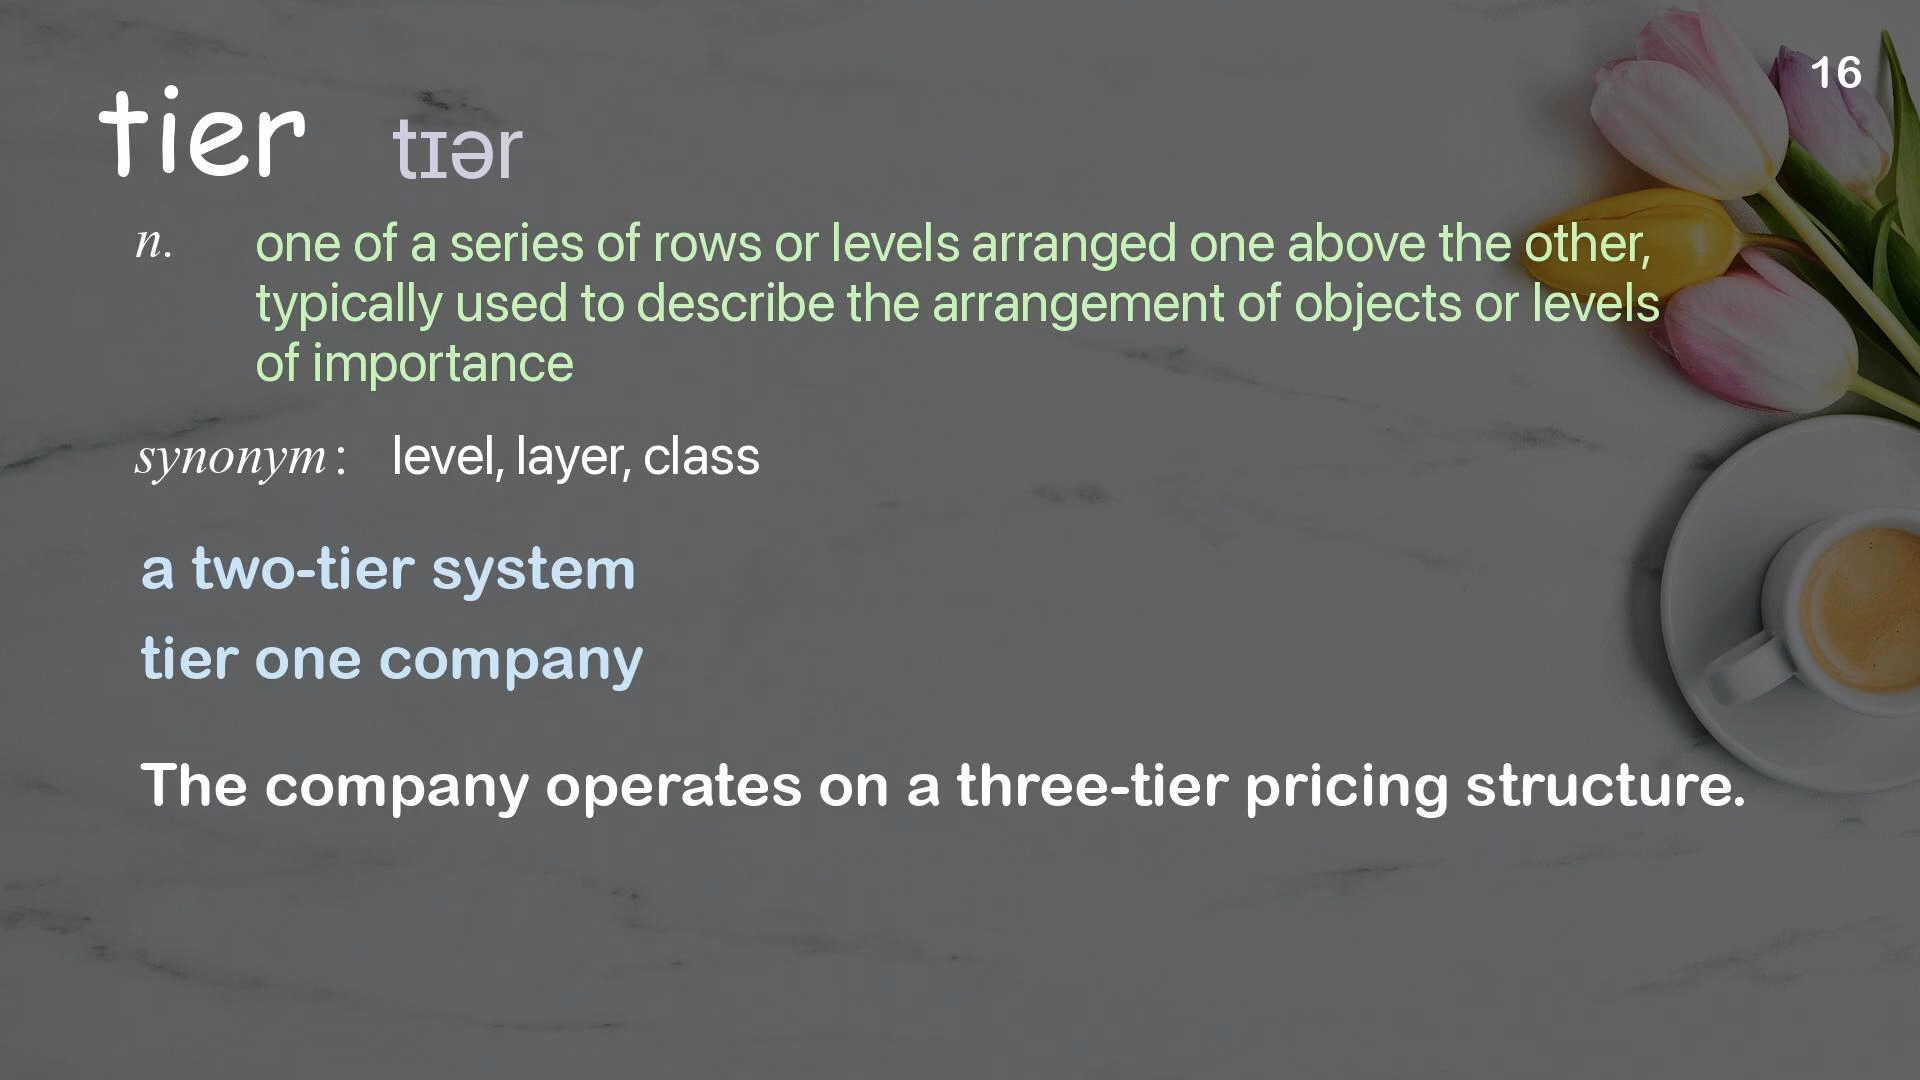 16
tier tɪər
n. one of a series of rows or levels arranged one above the other,
typically used to describe the arrangement of objects or levels
of importance
synonym: level, layer, class
a two-tier system
tier one company
The company operates on a three-tier pricing structure.